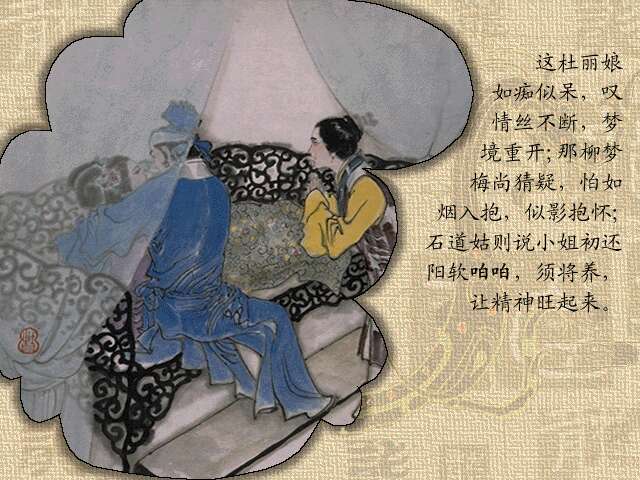 这杜丽娘
如痴似呆，叹
情丝不断，梦
境重开；那柳梦
梅尚猜疑，怕如
烟入抱，似影抱怀；
石道姑则说小姐初还
阳软咍咍，须将养，
让精神旺起来。